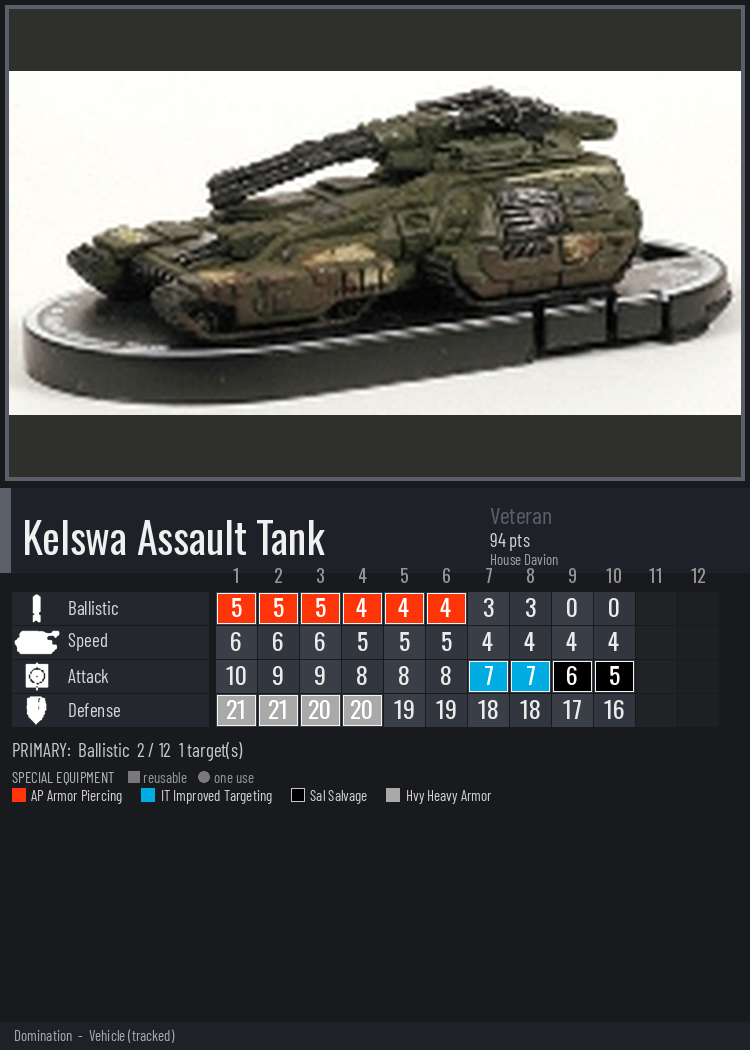 Kelswa Assault Tank
Veteran
94 pts
House Davion
1 2 3 4 5 6 7 8 9 10 11 12
Ballistic 5 5 5 4 4 4 3 3 0 0
Speed 6 6 6 5 5 5 4 4 4 4
Attack 10 9 9 8 8 8 7 7 6 5
Defense 21 21 20 20 19 19 18 18 17 16
PRIMARY: Ballistic 2 / 12 1 target(s)
SPECIAL EQUIPMENT reusable one use
AP Armor Piercing IT Improved Targeting Sal Salvage Hvy Heavy Armor
Domination - Vehicle (tracked)